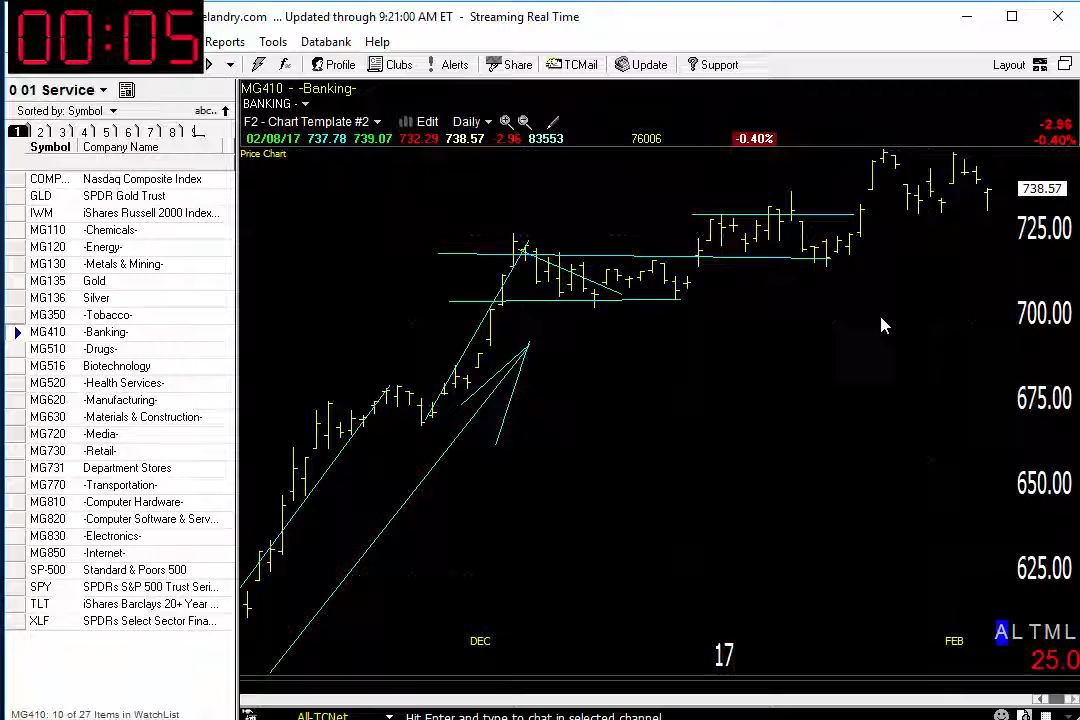 00:05
elandry.com ... Updated through 9:21:00 AM ET - Streaming Real Time
Reports Tools Databank Help
Profile Clubs Alerts Share TCMail Update Support Layout
0 01 Service
Sorted by: Symbol abc..
1 2 3 4 5 6 7 8
Symbol Company Name
COMP... Nasdaq Composite Index
GLD SPDR Gold Trust
IWM iShares Russell 2000 Index...
MG110 -Chemicals-
MG120 -Energy-
MG130 -Metals & Mining-
MG135 Gold
MG136 Silver
MG350 -Tobacco-
MG410 -Banking-
MG510 -Drugs-
MG516 Biotechnology
MG520 -Health Services-
MG620 -Manufacturing-
MG630 -Materials & Construction-
MG720 -Media-
MG730 -Retail-
MG731 Department Stores
MG770 -Transportation-
MG810 -Computer Hardware-
MG820 -Computer Software & Serv...
MG830 -Electronics-
MG850 -Internet-
SP-500 Standard & Poors 500
SPY SPDRs S&P 500 Trust Seri...
TLT iShares Barclays 20+ Year ...
XLF SPDRs Select Sector Fina...
MG410: 10 of 27 Items in WatchList
MG410 - -Banking-
BANKING -
F2 - Chart Template #2 Edit Daily
02/08/17 737.78 739.07 732.29 738.57 -2.96 83553 76006 -0.40%
-2.96
-0.40%
Price Chart
738.57
725.00
700.00
675.00
650.00
625.00
DEC 17 FEB
A L T M L
25.0
All-TCNet Hit Enter and type to chat in selected channel